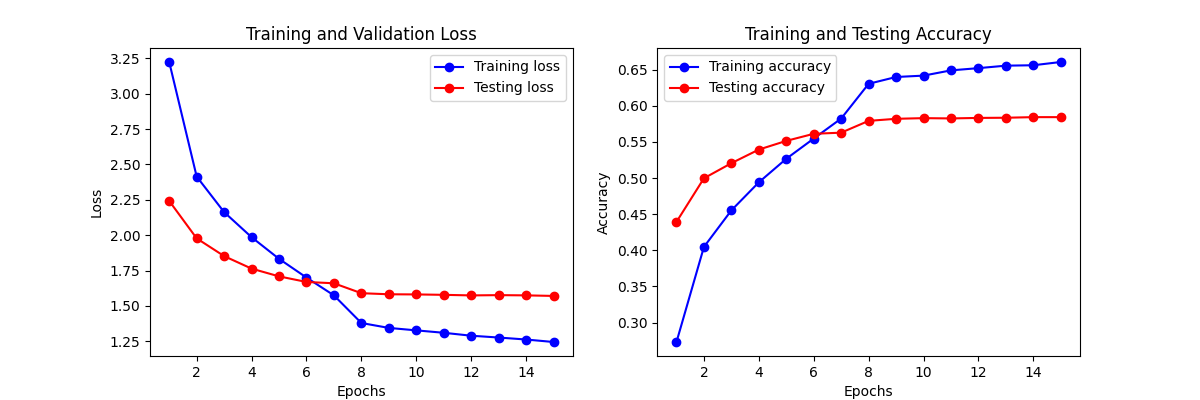 Training and Validation Loss
Training loss
Testing loss
3.25
3.00
2.75
2.50
2.25
2.00
1.75
1.50
1.25
Loss
2 4 6 8 10 12 14
Epochs
Training and Testing Accuracy
Training accuracy
Testing accuracy
0.65
0.60
0.55
0.50
0.45
0.40
0.35
0.30
Accuracy
2 4 6 8 10 12 14
Epochs